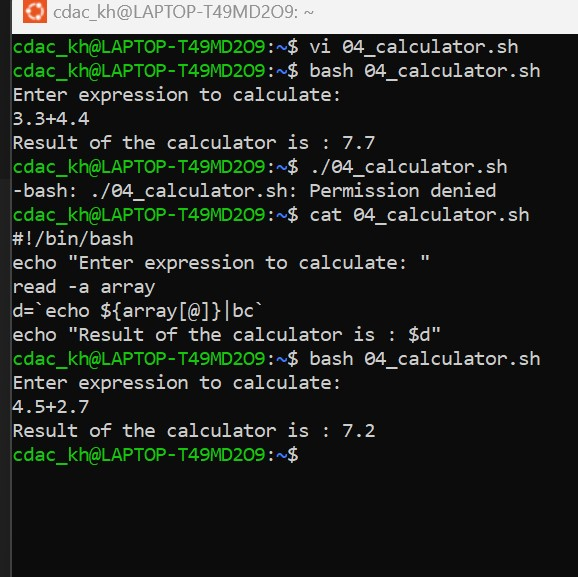 cdac_kh@LAPTOP-T49MD2O9: ~
cdac_kh@LAPTOP-T49MD2O9:~$ vi 04_calculator.sh
cdac_kh@LAPTOP-T49MD2O9:~$ bash 04_calculator.sh
Enter expression to calculate:
3.3+4.4
Result of the calculator is : 7.7
cdac_kh@LAPTOP-T49MD2O9:~$ ./04_calculator.sh
-bash: ./04_calculator.sh: Permission denied
cdac_kh@LAPTOP-T49MD2O9:~$ cat 04_calculator.sh
#!/bin/bash
echo "Enter expression to calculate: "
read -a array
d=`echo ${array[@]}|bc`
echo "Result of the calculator is : $d"
cdac_kh@LAPTOP-T49MD2O9:~$ bash 04_calculator.sh
Enter expression to calculate:
4.5+2.7
Result of the calculator is : 7.2
cdac_kh@LAPTOP-T49MD2O9:~$